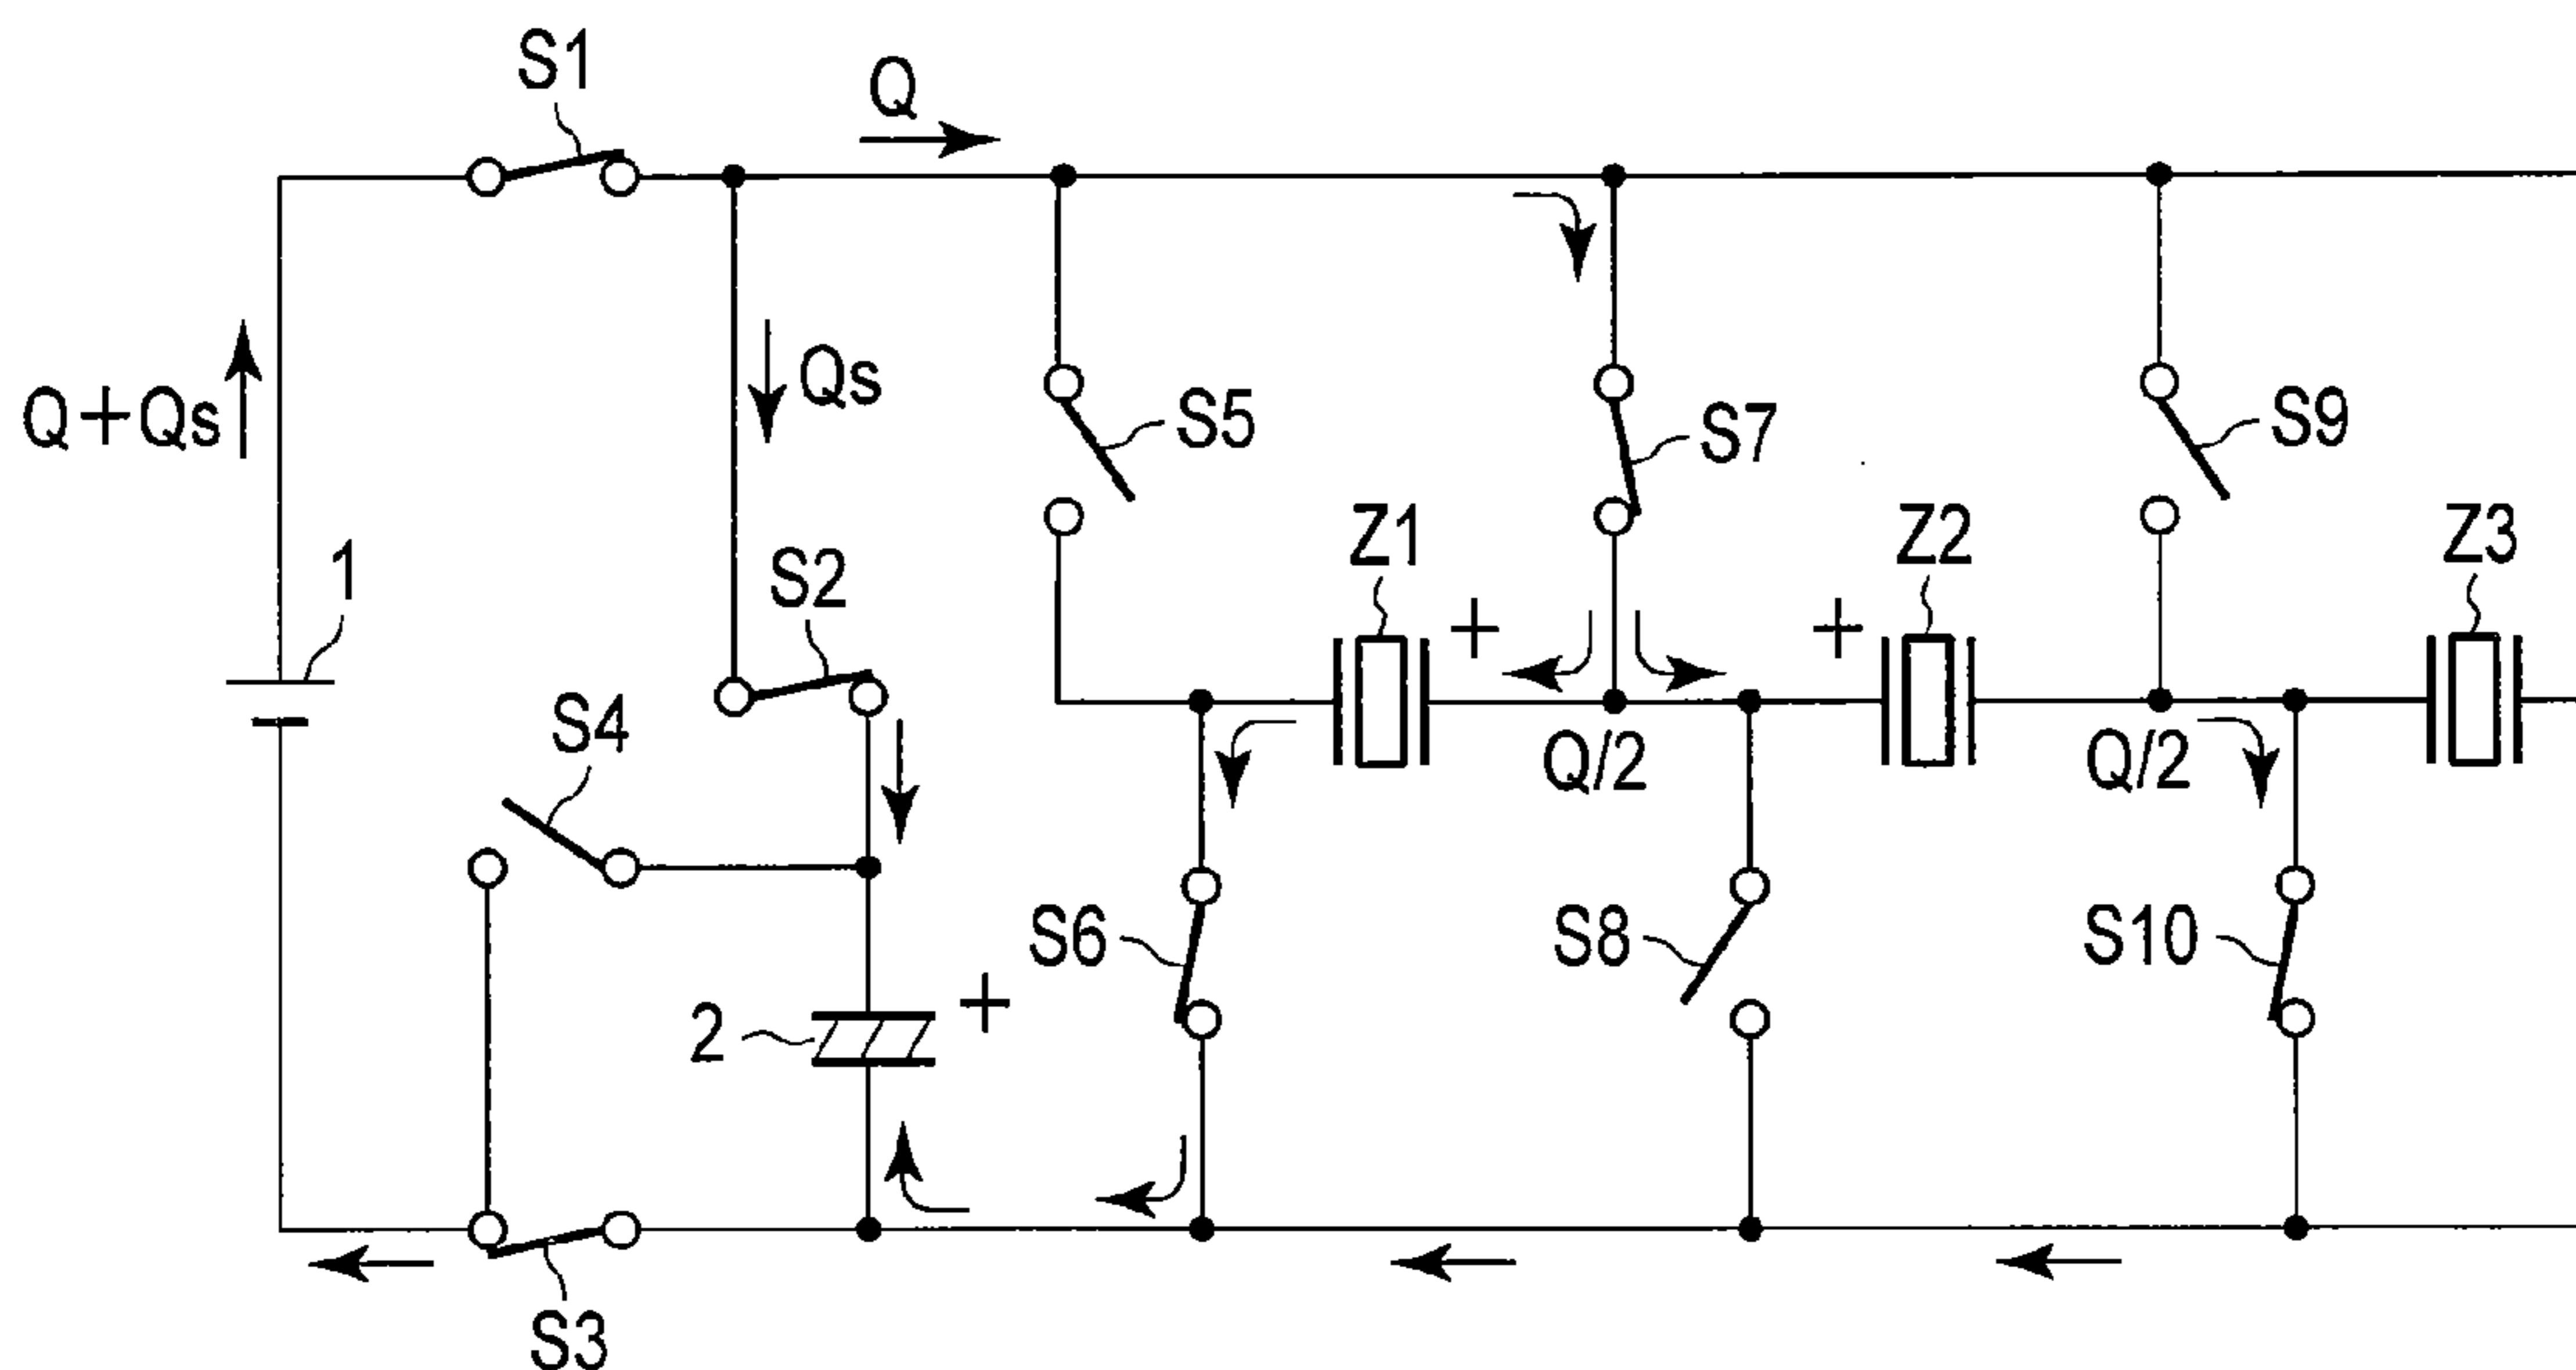 S1
Q
Q+Qs
Qs
S5
S7
S9
1
S2
Z1
+
+
Z2
Z3
S4
Q/2
Q/2
S6
S8
S10
2
+
S3